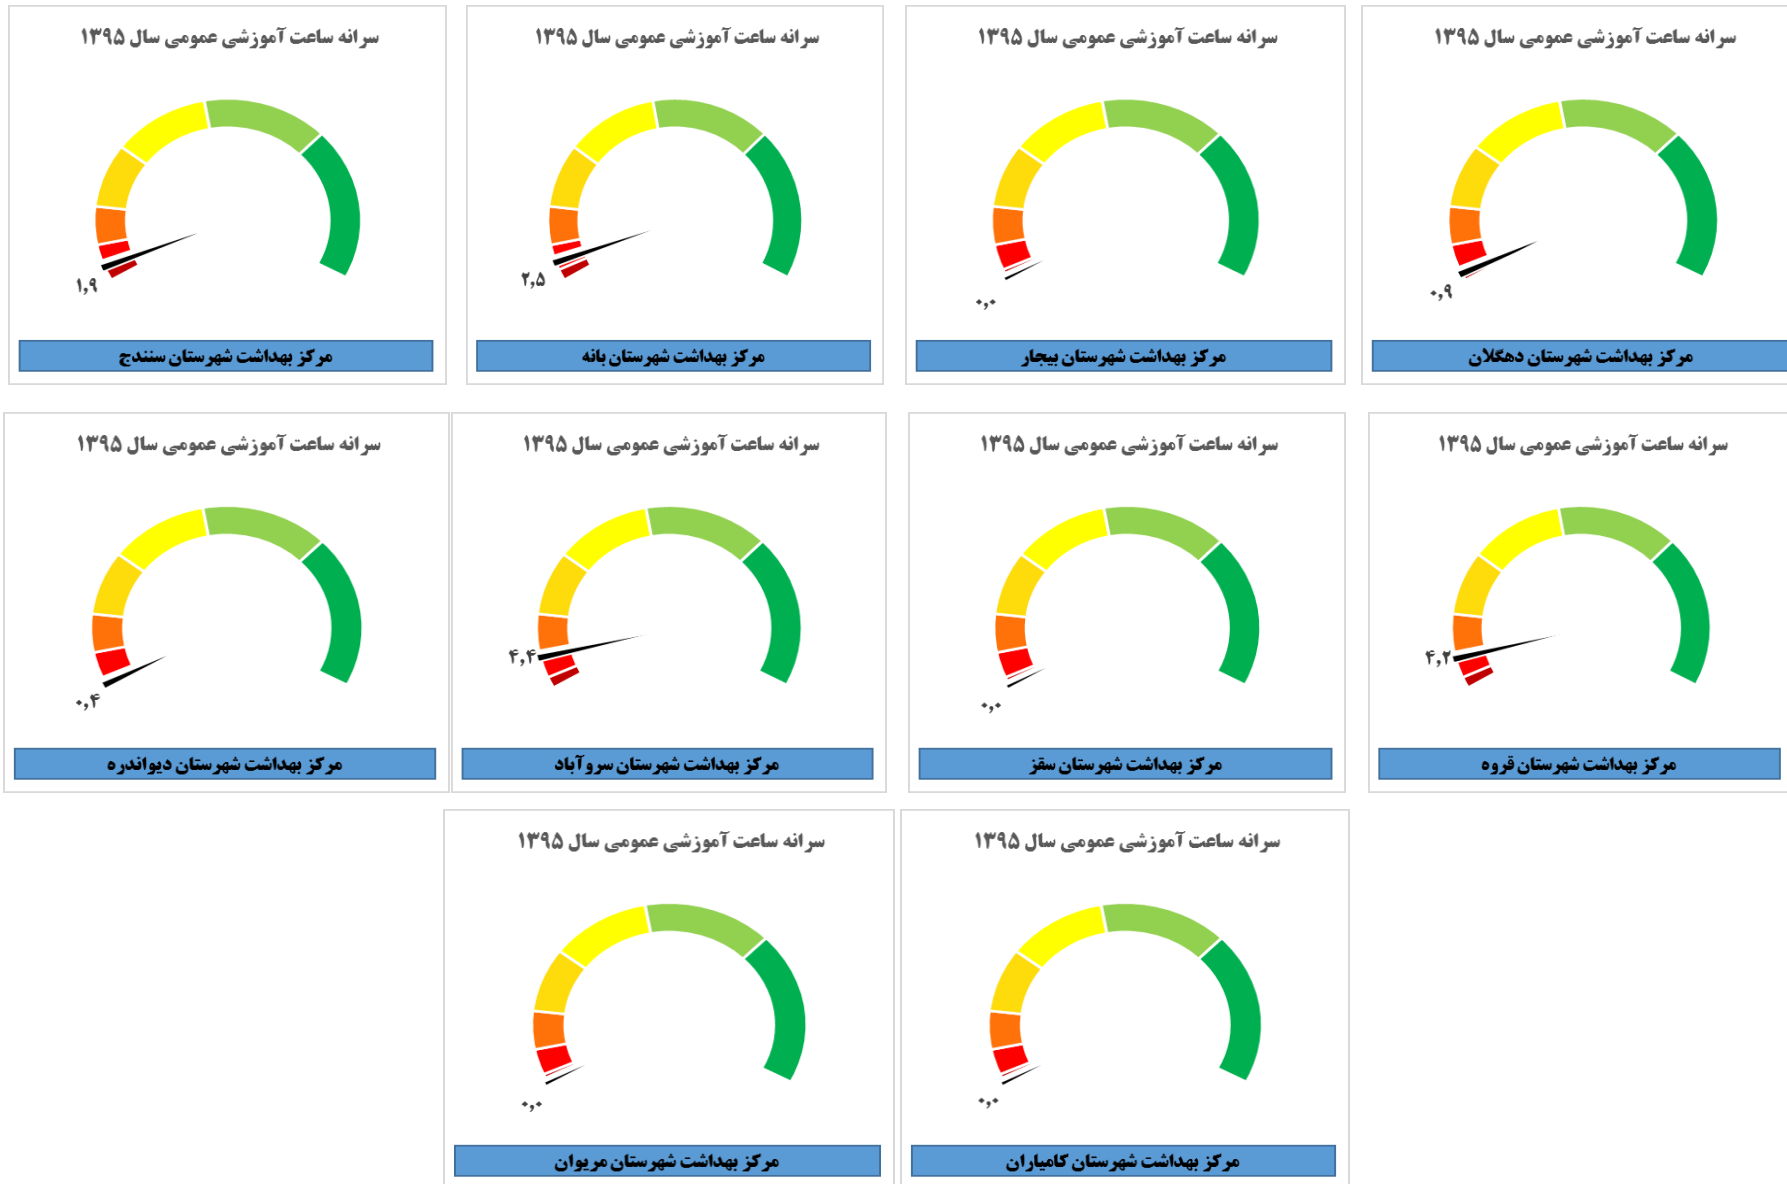 سرانه ساعت آموزشی عمومی سال ۱۳۹۵
۰,۹
مرکز بهداشت شهرستان دهگلان
سرانه ساعت آموزشی عمومی سال ۱۳۹۵
۰,۰
مرکز بهداشت شهرستان بیجار
سرانه ساعت آموزشی عمومی سال ۱۳۹۵
۲,۵
مرکز بهداشت شهرستان بانه
سرانه ساعت آموزشی عمومی سال ۱۳۹۵
۱,۹
مرکز بهداشت شهرستان سنندج
سرانه ساعت آموزشی عمومی سال ۱۳۹۵
۴,۲
مرکز بهداشت شهرستان قروه
سرانه ساعت آموزشی عمومی سال ۱۳۹۵
۰,۰
مرکز بهداشت شهرستان سقز
سرانه ساعت آموزشی عمومی سال ۱۳۹۵
۴,۴
مرکز بهداشت شهرستان سروآباد
سرانه ساعت آموزشی عمومی سال ۱۳۹۵
۰,۴
مرکز بهداشت شهرستان دیواندره
سرانه ساعت آموزشی عمومی سال ۱۳۹۵
۰,۰
مرکز بهداشت شهرستان کامیاران
سرانه ساعت آموزشی عمومی سال ۱۳۹۵
۰,۰
مرکز بهداشت شهرستان مریوان